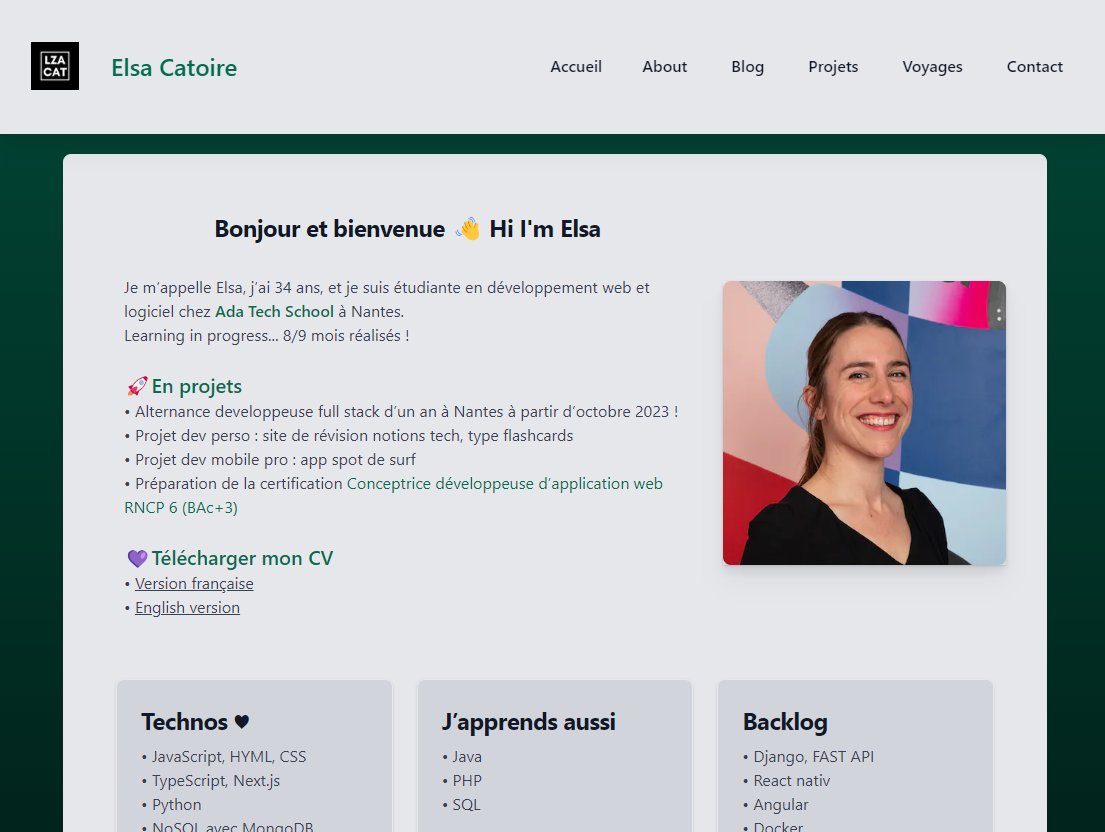 LZA
CAT
Elsa Catoire
Accueil About Blog Projets Voyages Contact
Bonjour et bienvenue 👋 Hi I'm Elsa
Je m’appelle Elsa, j’ai 34 ans, et je suis étudiante en développement web et
logiciel chez Ada Tech School à Nantes.
Learning in progress... 8/9 mois réalisés !
🚀 En projets
• Alternance developpeuse full stack d’un an à Nantes à partir d’octobre 2023 !
• Projet dev perso : site de révision notions tech, type flashcards
• Projet dev mobile pro : app spot de surf
• Préparation de la certification Conceptrice développeuse d’application web
RNCP 6 (BAc+3)
💜 Télécharger mon CV
• Version française
• English version
Technos ♥
• JavaScript, HYML, CSS
• TypeScript, Next.js
• Python
• NoSQL avec MongoDB
J’apprends aussi
• Java
• PHP
• SQL
Backlog
• Django, FAST API
• React nativ
• Angular
• Docker